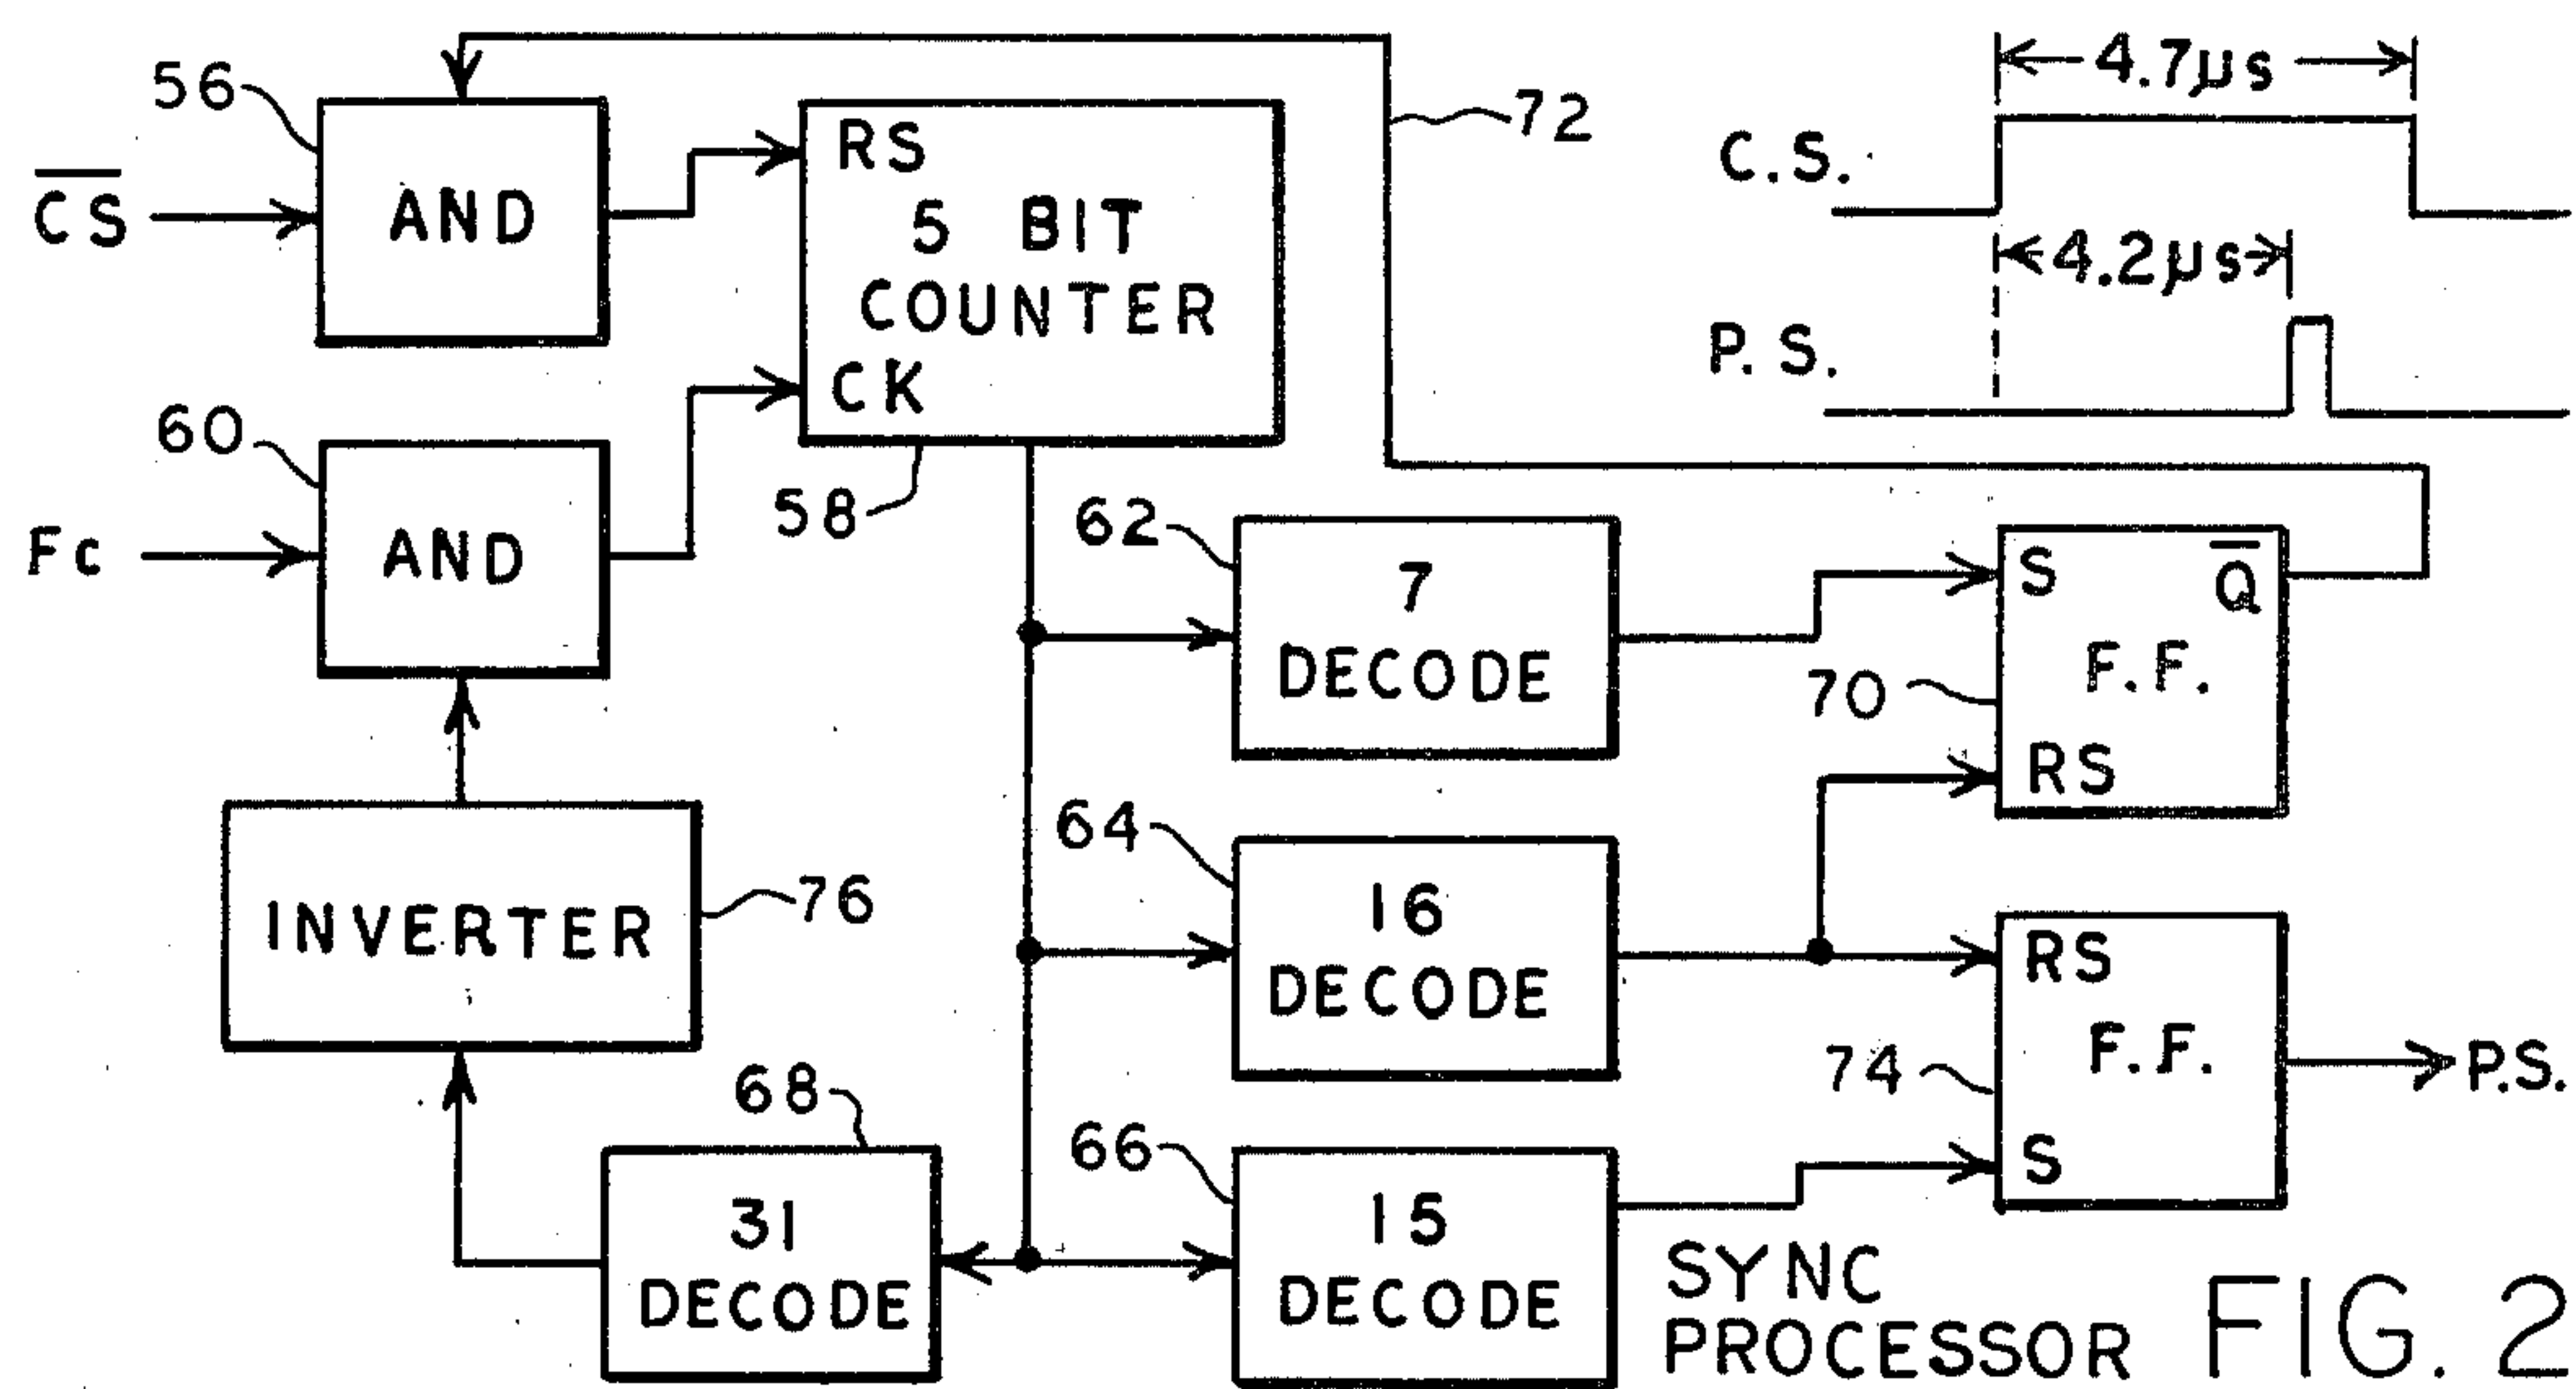 56
AND
C̅S̅
RS
5 BIT
COUNTER
CK
58
72
4.7µs
C.S.
4.2µs
P.S.
60
AND
Fc
62
7
DECODE
S
Q̅
F.F.
70
RS
INVERTER
76
64
16
DECODE
RS
F.F.
74
S
P.S.
68
31
DECODE
66
15
DECODE
SYNC
PROCESSOR
FIG. 2